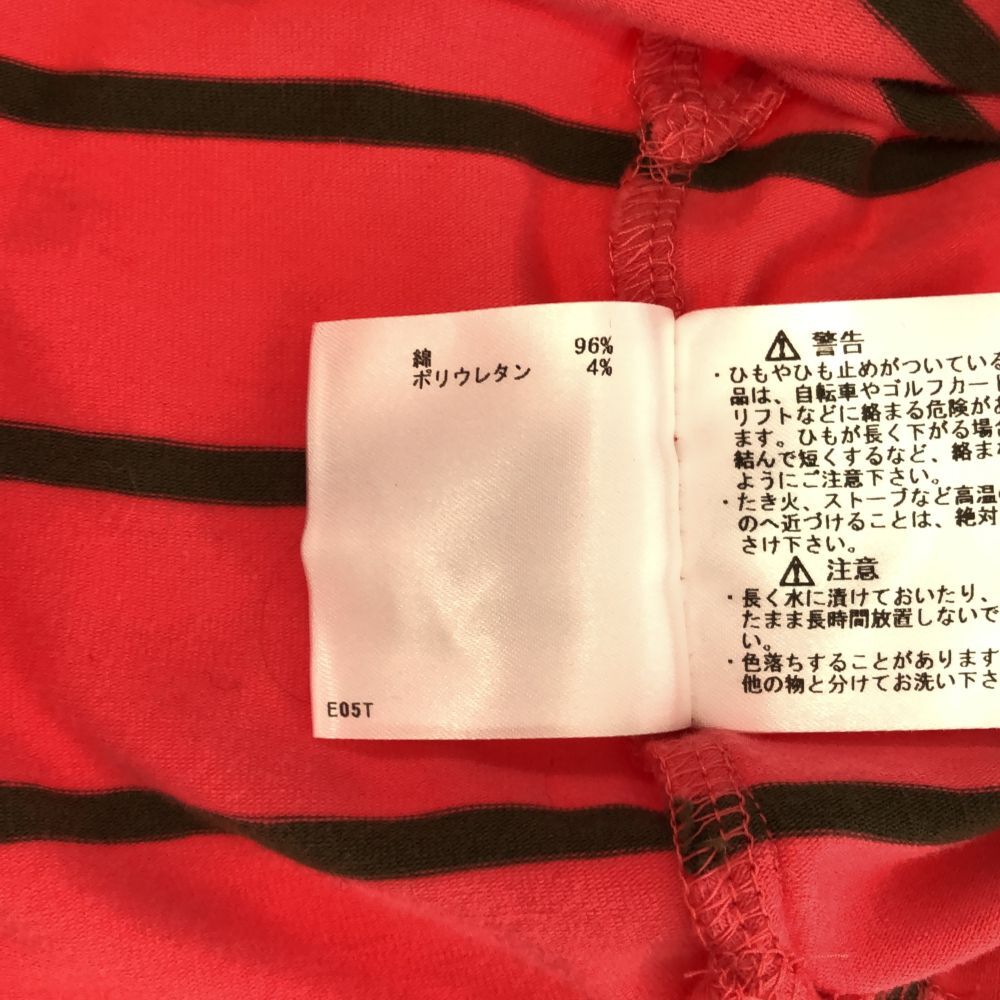 綿 96%
ポリウレタン 4%
E05T
警告
・ひもやひも止めがついている
品は、自転車やゴルフカート
リフトなどに絡まる危険があ
ます。ひもが長く下がる場合
結んで短くするなど、絡まな
ようにご注意下さい。
・たき火、ストーブなど高温の
のへ近づけることは、絶対
さけ下さい。
注意
・長く水に漬けておいたり、
たまま長時間放置しないで
い。
・色落ちすることがあります
他の物と分けてお洗い下さ